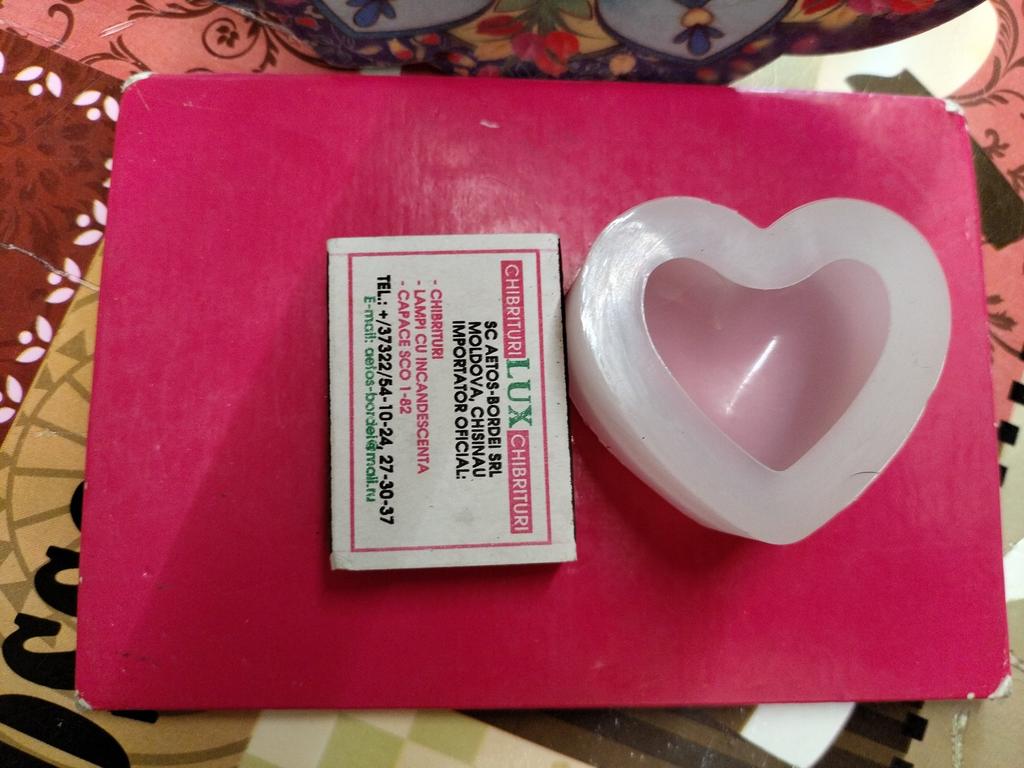 CHIBRITURI LUX CHIBRITURI
IMPORTATOR OFICIAL:
MOLDOVA, CHISINAU
SC AETOS-BORDEI SRL
- CHIBRITURI
- LAMPI CU INCANDESCENTA
- CAPACE SCO 1-82
TEL.: +/37322/54-10-24, 27-30-37
E-mail: aetos-bordei@mail.ru